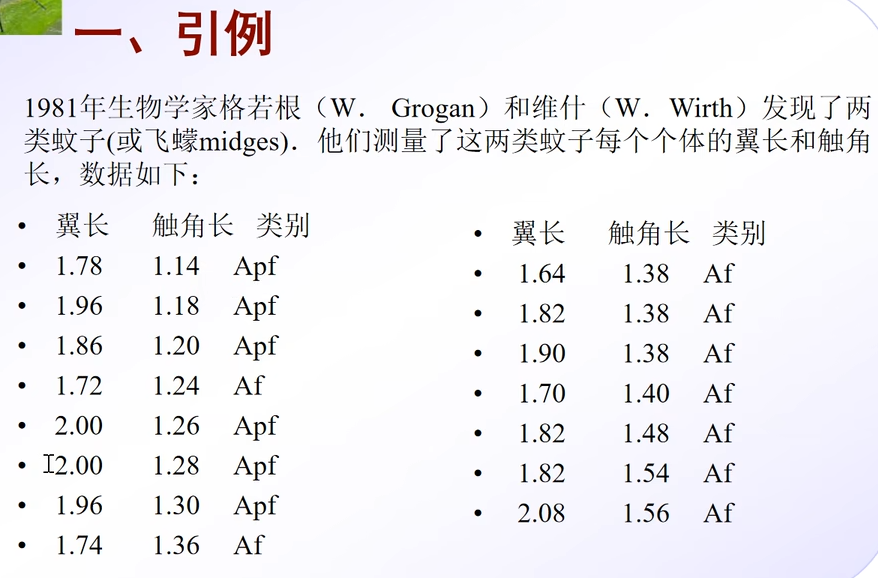 一、引例
1981年生物学家格若根（W． Grogan）和维什（W．Wirth）发现了两
类蚊子(或飞蠓midges)．他们测量了这两类蚊子每个个体的翼长和触角
长，数据如下：
• 翼长 触角长 类别
• 1.78 1.14 Apf
• 1.96 1.18 Apf
• 1.86 1.20 Apf
• 1.72 1.24 Af
• 2.00 1.26 Apf
• 2.00 1.28 Apf
• 1.96 1.30 Apf
• 1.74 1.36 Af
• 翼长 触角长 类别
• 1.64 1.38 Af
• 1.82 1.38 Af
• 1.90 1.38 Af
• 1.70 1.40 Af
• 1.82 1.48 Af
• 1.82 1.54 Af
• 2.08 1.56 Af